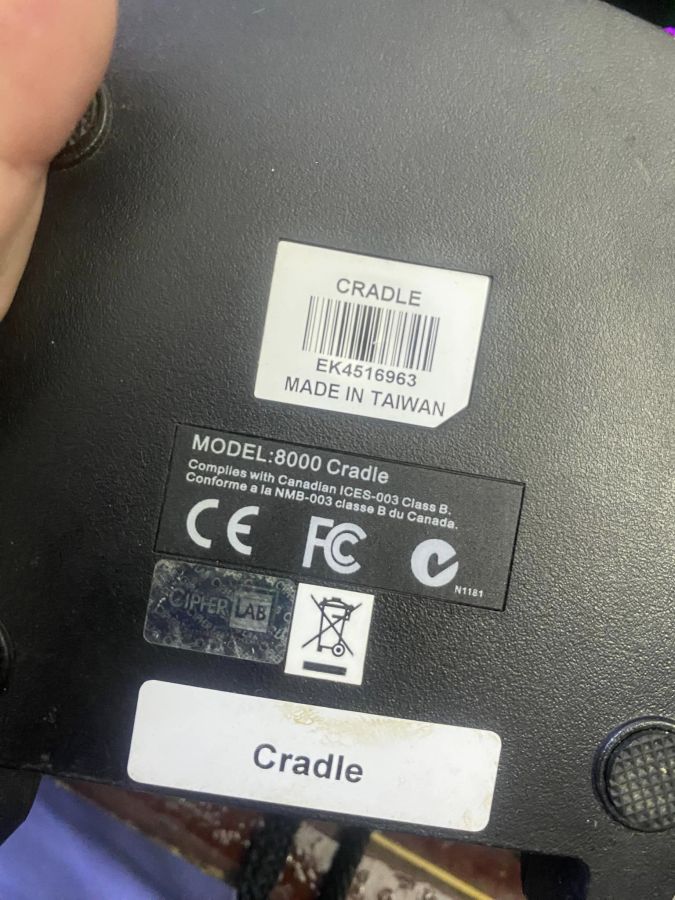 CRADLE
EK4516963
MADE IN TAIWAN
MODEL:8000 Cradle
Complies with Canadian ICES-003 Class B.
Conforme a la NMB-003 classe B du Canada.
CE FC
N1181
CIPHER LAB
Cradle